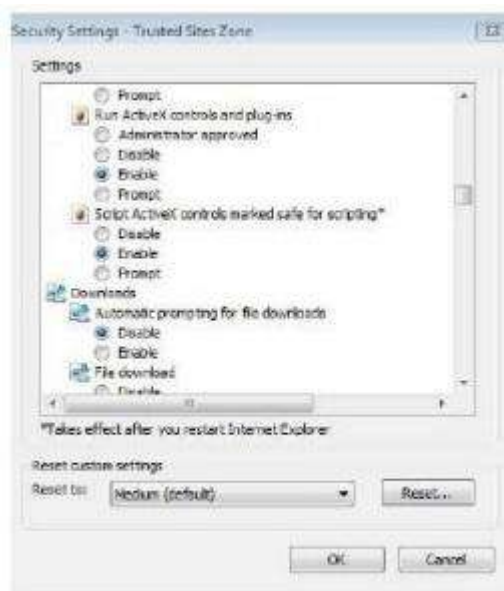 Security Settings - Trusted Sites Zone
Settings
Prompt
Run ActiveX controls and plug-ins
Administrator approved
Disable
Enable
Prompt
Script ActiveX controls marked safe for scripting*
Disable
Enable
Prompt
Downloads
Automatic prompting for file downloads
Disable
Enable
File download
Disable
*Takes effect after you restart Internet Explorer
Reset custom settings
Reset to:
Medium (default)
Reset...
OK
Cancel